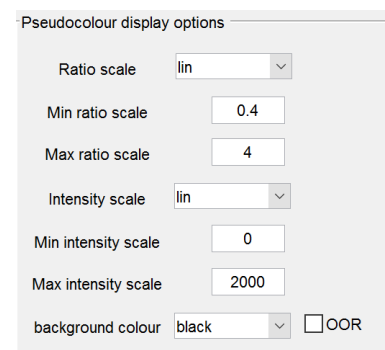 Pseudocolour display options
Ratio scale lin
Min ratio scale 0.4
Max ratio scale 4
Intensity scale lin
Min intensity scale 0
Max intensity scale 2000
background colour black OOR